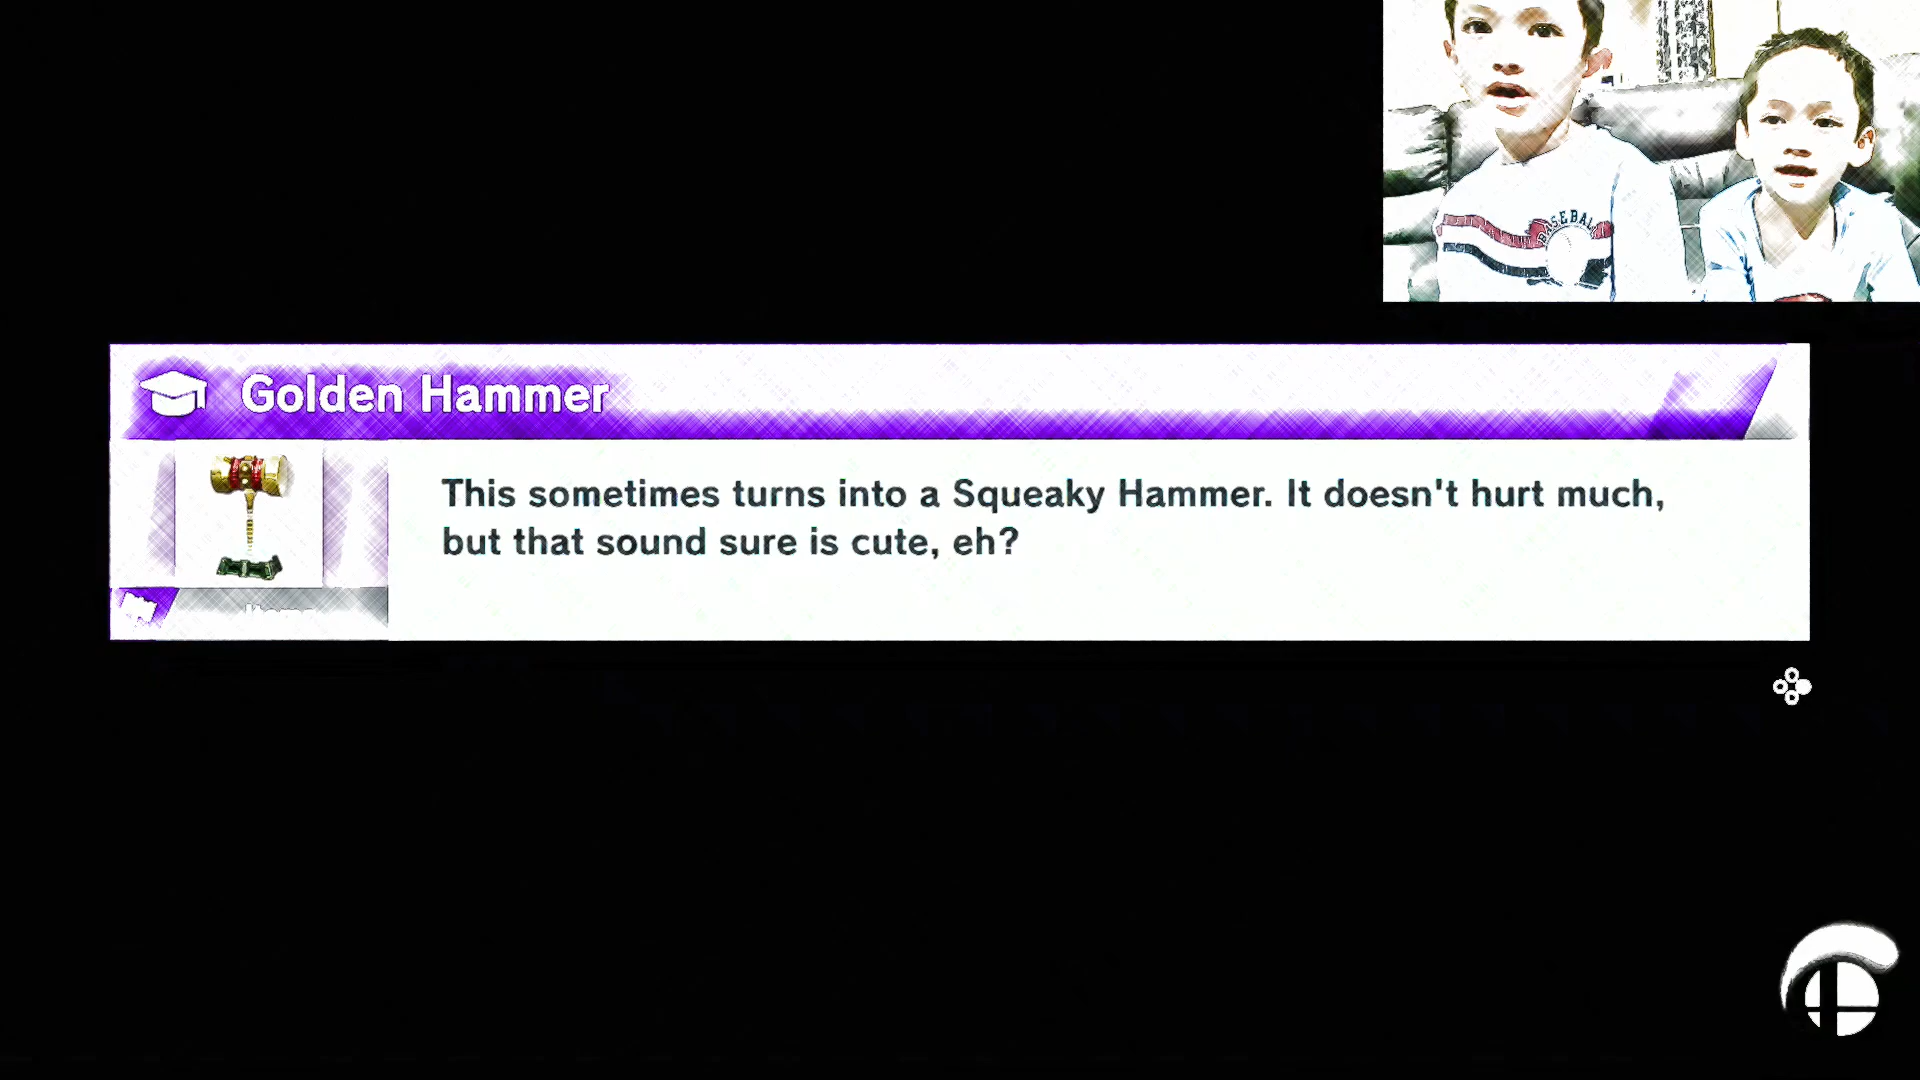 BASEBALL
Golden Hammer
This sometimes turns into a Squeaky Hammer. It doesn't hurt much,
but that sound sure is cute, eh?